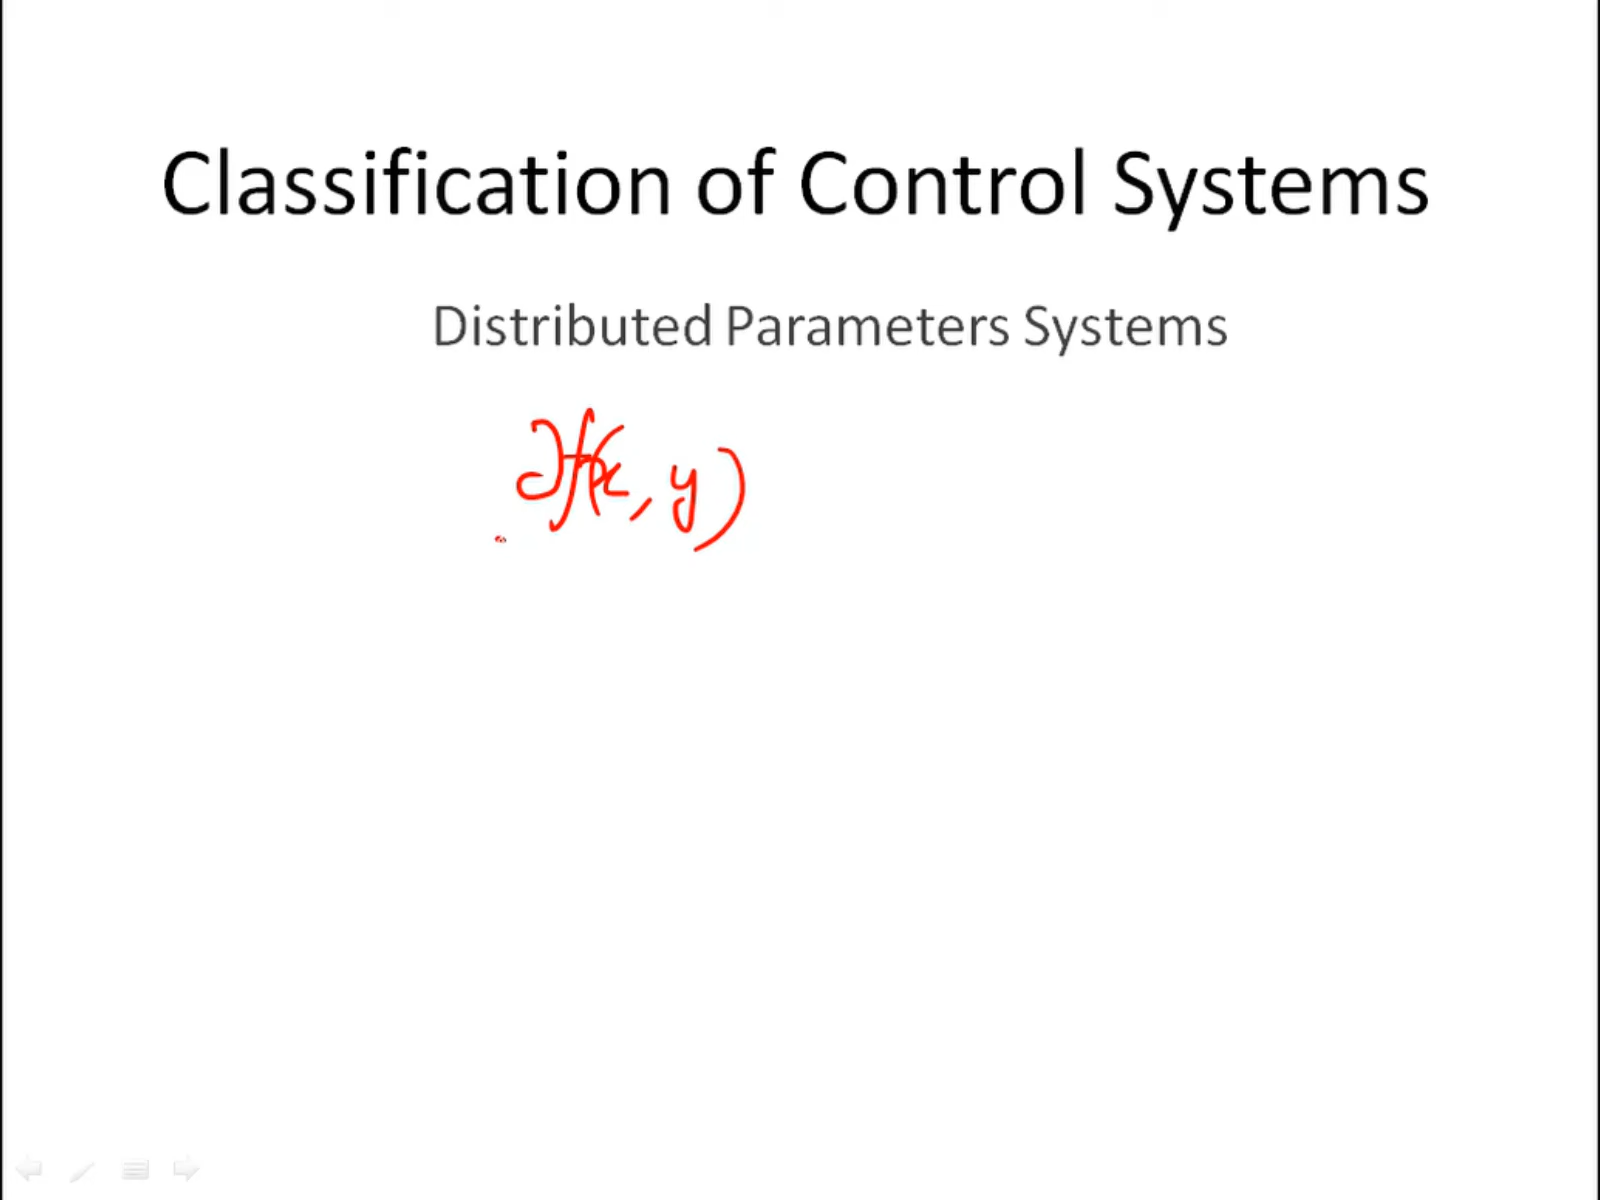 Classification of Control Systems
Distributed Parameters Systems
∂f(x, y)